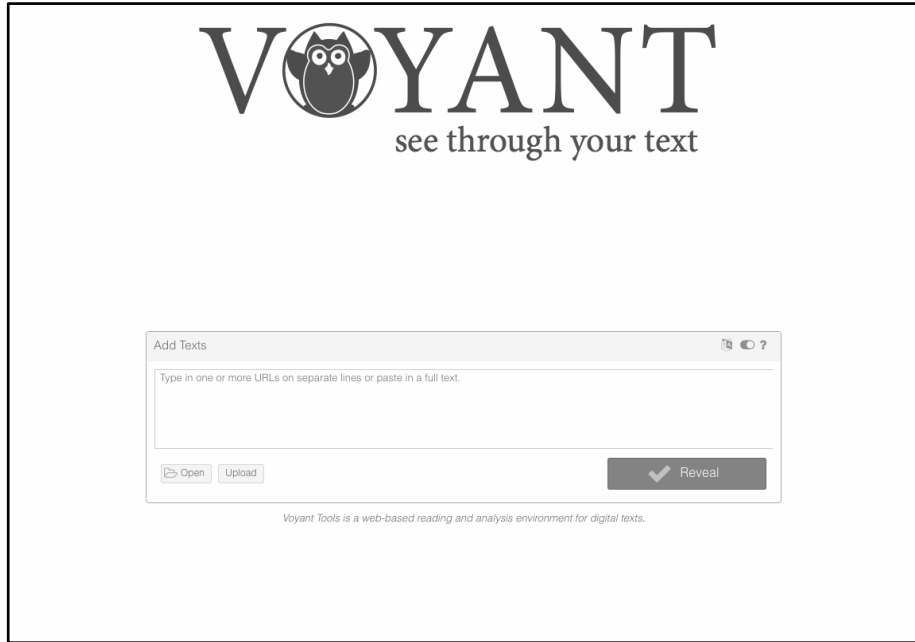 VOYANT
see through your text
Add Texts
?
Type in one or more URLs on separate lines or paste in a full text.
Open Upload Reveal
Voyant Tools is a web-based reading and analysis environment for digital texts.